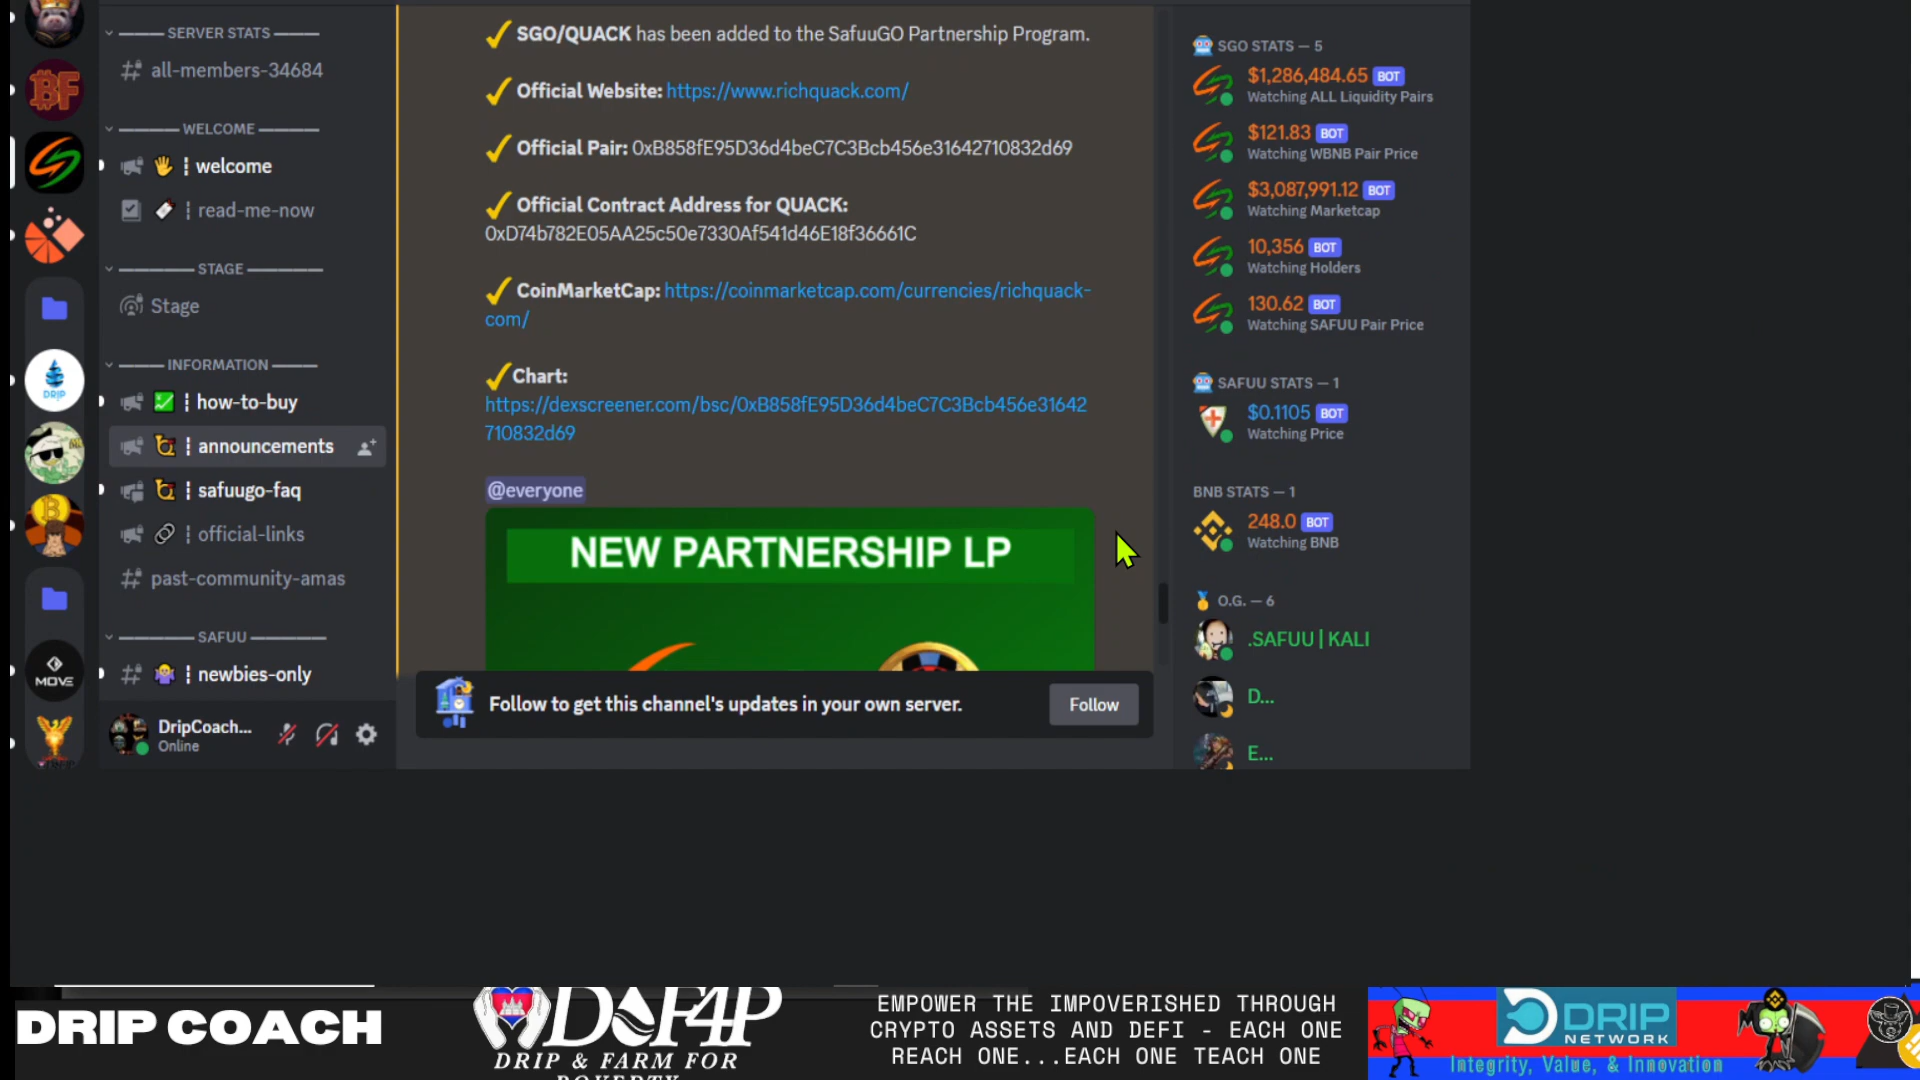 SERVER STATS
all-members-34684
WELCOME
welcome
read-me-now
STAGE
Stage
INFORMATION
how-to-buy
announcements
safuugo-faq
official-links
past-community-amas
SAFUU
newbies-only
DripCoach...
Online
BF
DRIP
MOVE
SGO/QUACK has been added to the SafuuGO Partnership Program.
Official Website: https://www.richquack.com/
Official Pair: 0xB858fE95D36d4beC7C3Bcb456e31642710832d69
Official Contract Address for QUACK:
0xD74b782E05AA25c50e7330Af541d46E18f36661C
CoinMarketCap: https://coinmarketcap.com/currencies/richquack-
com/
Chart:
https://dexscreener.com/bsc/0xB858fE95D36d4beC7C3Bcb456e31642
710832d69
@everyone
NEW PARTNERSHIP LP
Follow to get this channel's updates in your own server.
Follow
SGO STATS — 5
$1,286,484.65 BOT
Watching ALL Liquidity Pairs
$121.83 BOT
Watching WBNB Pair Price
$3,087,991.12 BOT
Watching Marketcap
10,356 BOT
Watching Holders
130.62 BOT
Watching SAFUU Pair Price
SAFUU STATS — 1
$0.1105 BOT
Watching Price
BNB STATS — 1
248.0 BOT
Watching BNB
O.G. — 6
.SAFUU | KALI
D...
E...
DRIP COACH
D&F4P
DRIP & FARM FOR
POVERTY
EMPOWER THE IMPOVERISHED THROUGH
CRYPTO ASSETS AND DEFI - EACH ONE
REACH ONE...EACH ONE TEACH ONE
DRIP
NETWORK
Integrity, Value, & Innovation